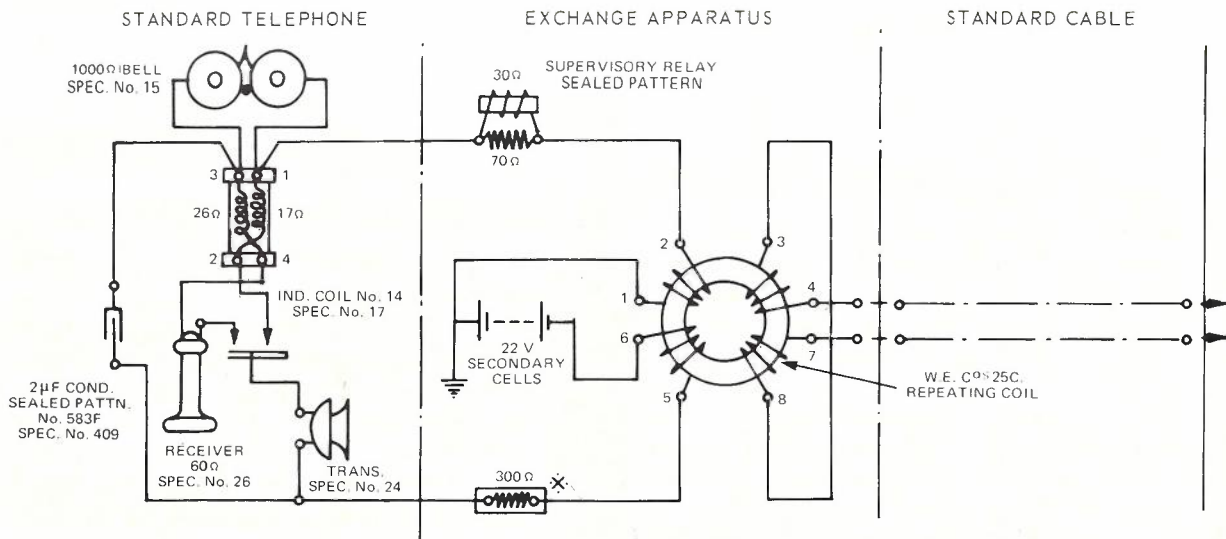 STANDARD TELEPHONE
EXCHANGE APPARATUS
STANDARD CABLE
1000Ω BELL
SPEC. No. 15
30Ω
SUPERVISORY RELAY
SEALED PATTERN
70Ω
3
1
26Ω
17Ω
2
4
IND. COIL No. 14
SPEC. No. 17
2µF COND.
SEALED PATTN.
No. 583F
SPEC. No. 409
RECEIVER
60Ω
SPEC. No. 26
TRANS.
SPEC. No. 24
2
3
1
4
6
7
5
8
22 V
SECONDARY
CELLS
W.E. Cos 25C.
REPEATING COIL
300Ω